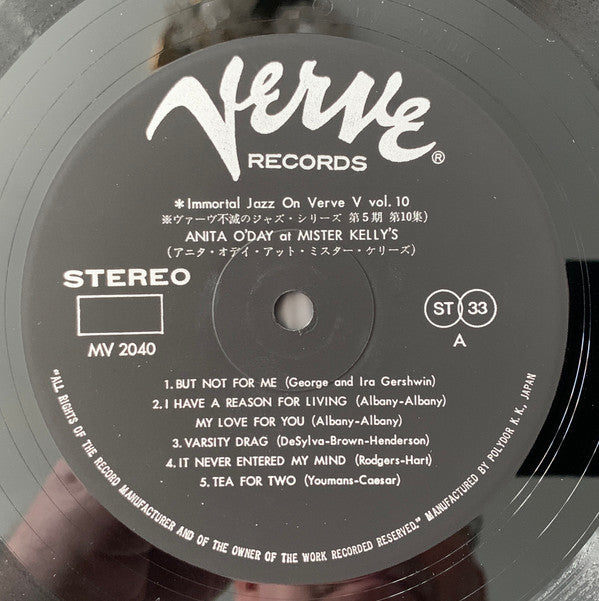 Verve
RECORDS ®
*Immortal Jazz On Verve V vol. 10
※ヴァーヴ不滅のジャズ・シリーズ 第5期 第10集)
ANITA O'DAY at MISTER KELLY'S
(アニタ・オデイ・アット・ミスター・ケリーズ)
STEREO
MV 2040
ST 33
A
1. BUT NOT FOR ME (George and Ira Gershwin)
2. I HAVE A REASON FOR LIVING (Albany-Albany)
MY LOVE FOR YOU (Albany-Albany)
3. VARSITY DRAG (DeSylva-Brown-Henderson)
4. IT NEVER ENTERED MY MIND (Rodgers-Hart)
5. TEA FOR TWO (Youmans-Caesar)
"ALL RIGHTS OF THE RECORD MANUFACTURER AND OF THE OWNER OF THE WORK RECORDED RESERVED." MANUFACTURED BY POLYDOR K. K., JAPAN